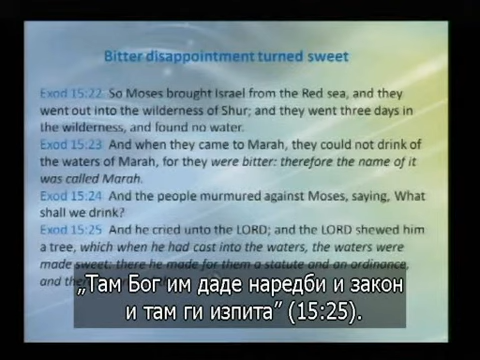 Bitter disappointment turned sweet
Exod 15:22 So Moses brought Israel from the Red sea, and they
went out into the wilderness of Shur; and they went three days in
the wilderness, and found no water.
Exod 15:23 And when they came to Marah, they could not drink of
the waters of Marah, for they were bitter: therefore the name of it
was called Marah.
Exod 15:24 And the people murmured against Moses, saying, What
shall we drink?
Exod 15:25 And he cried unto the LORD; and the LORD shewed him
a tree, which when he had cast into the waters, the waters were
made sweet: there he made for them a statute and an ordinance,
and the
„Там Бог им даде наредби и закон
и там ги изпита” (15:25).